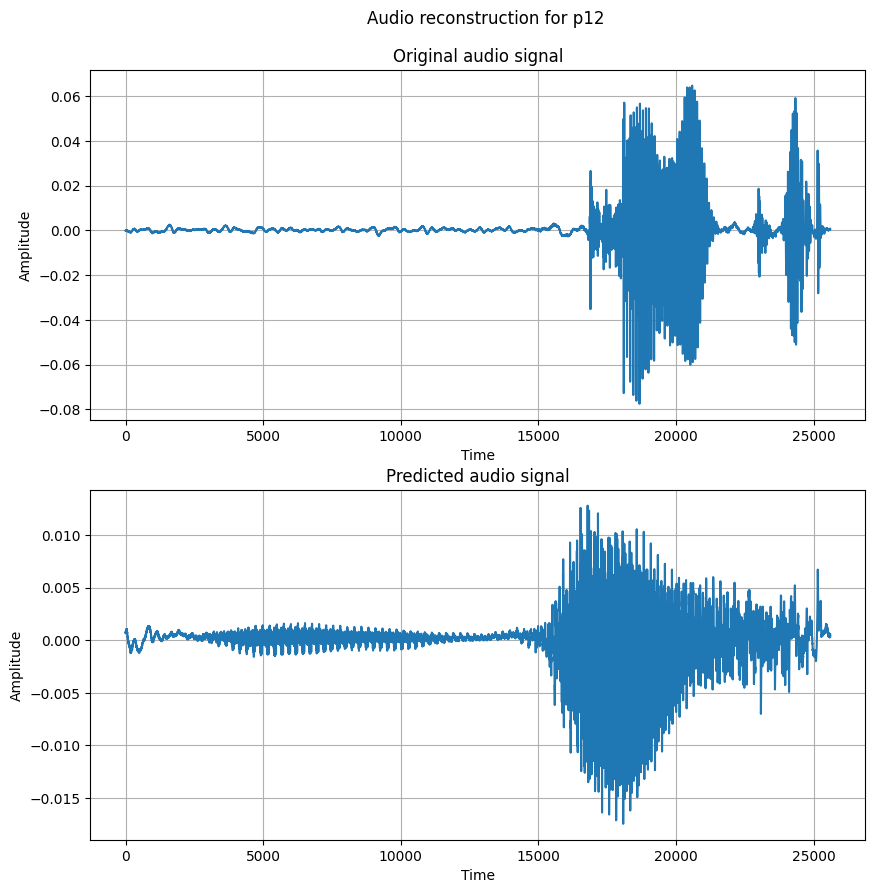 Audio reconstruction for p12
Original audio signal
0.06
0.04
0.02
0.00
−0.02
−0.04
−0.06
−0.08
Amplitude
0 5000 10000 15000 20000 25000
Time
Predicted audio signal
0.010
0.005
0.000
−0.005
−0.010
−0.015
Amplitude
0 5000 10000 15000 20000 25000
Time